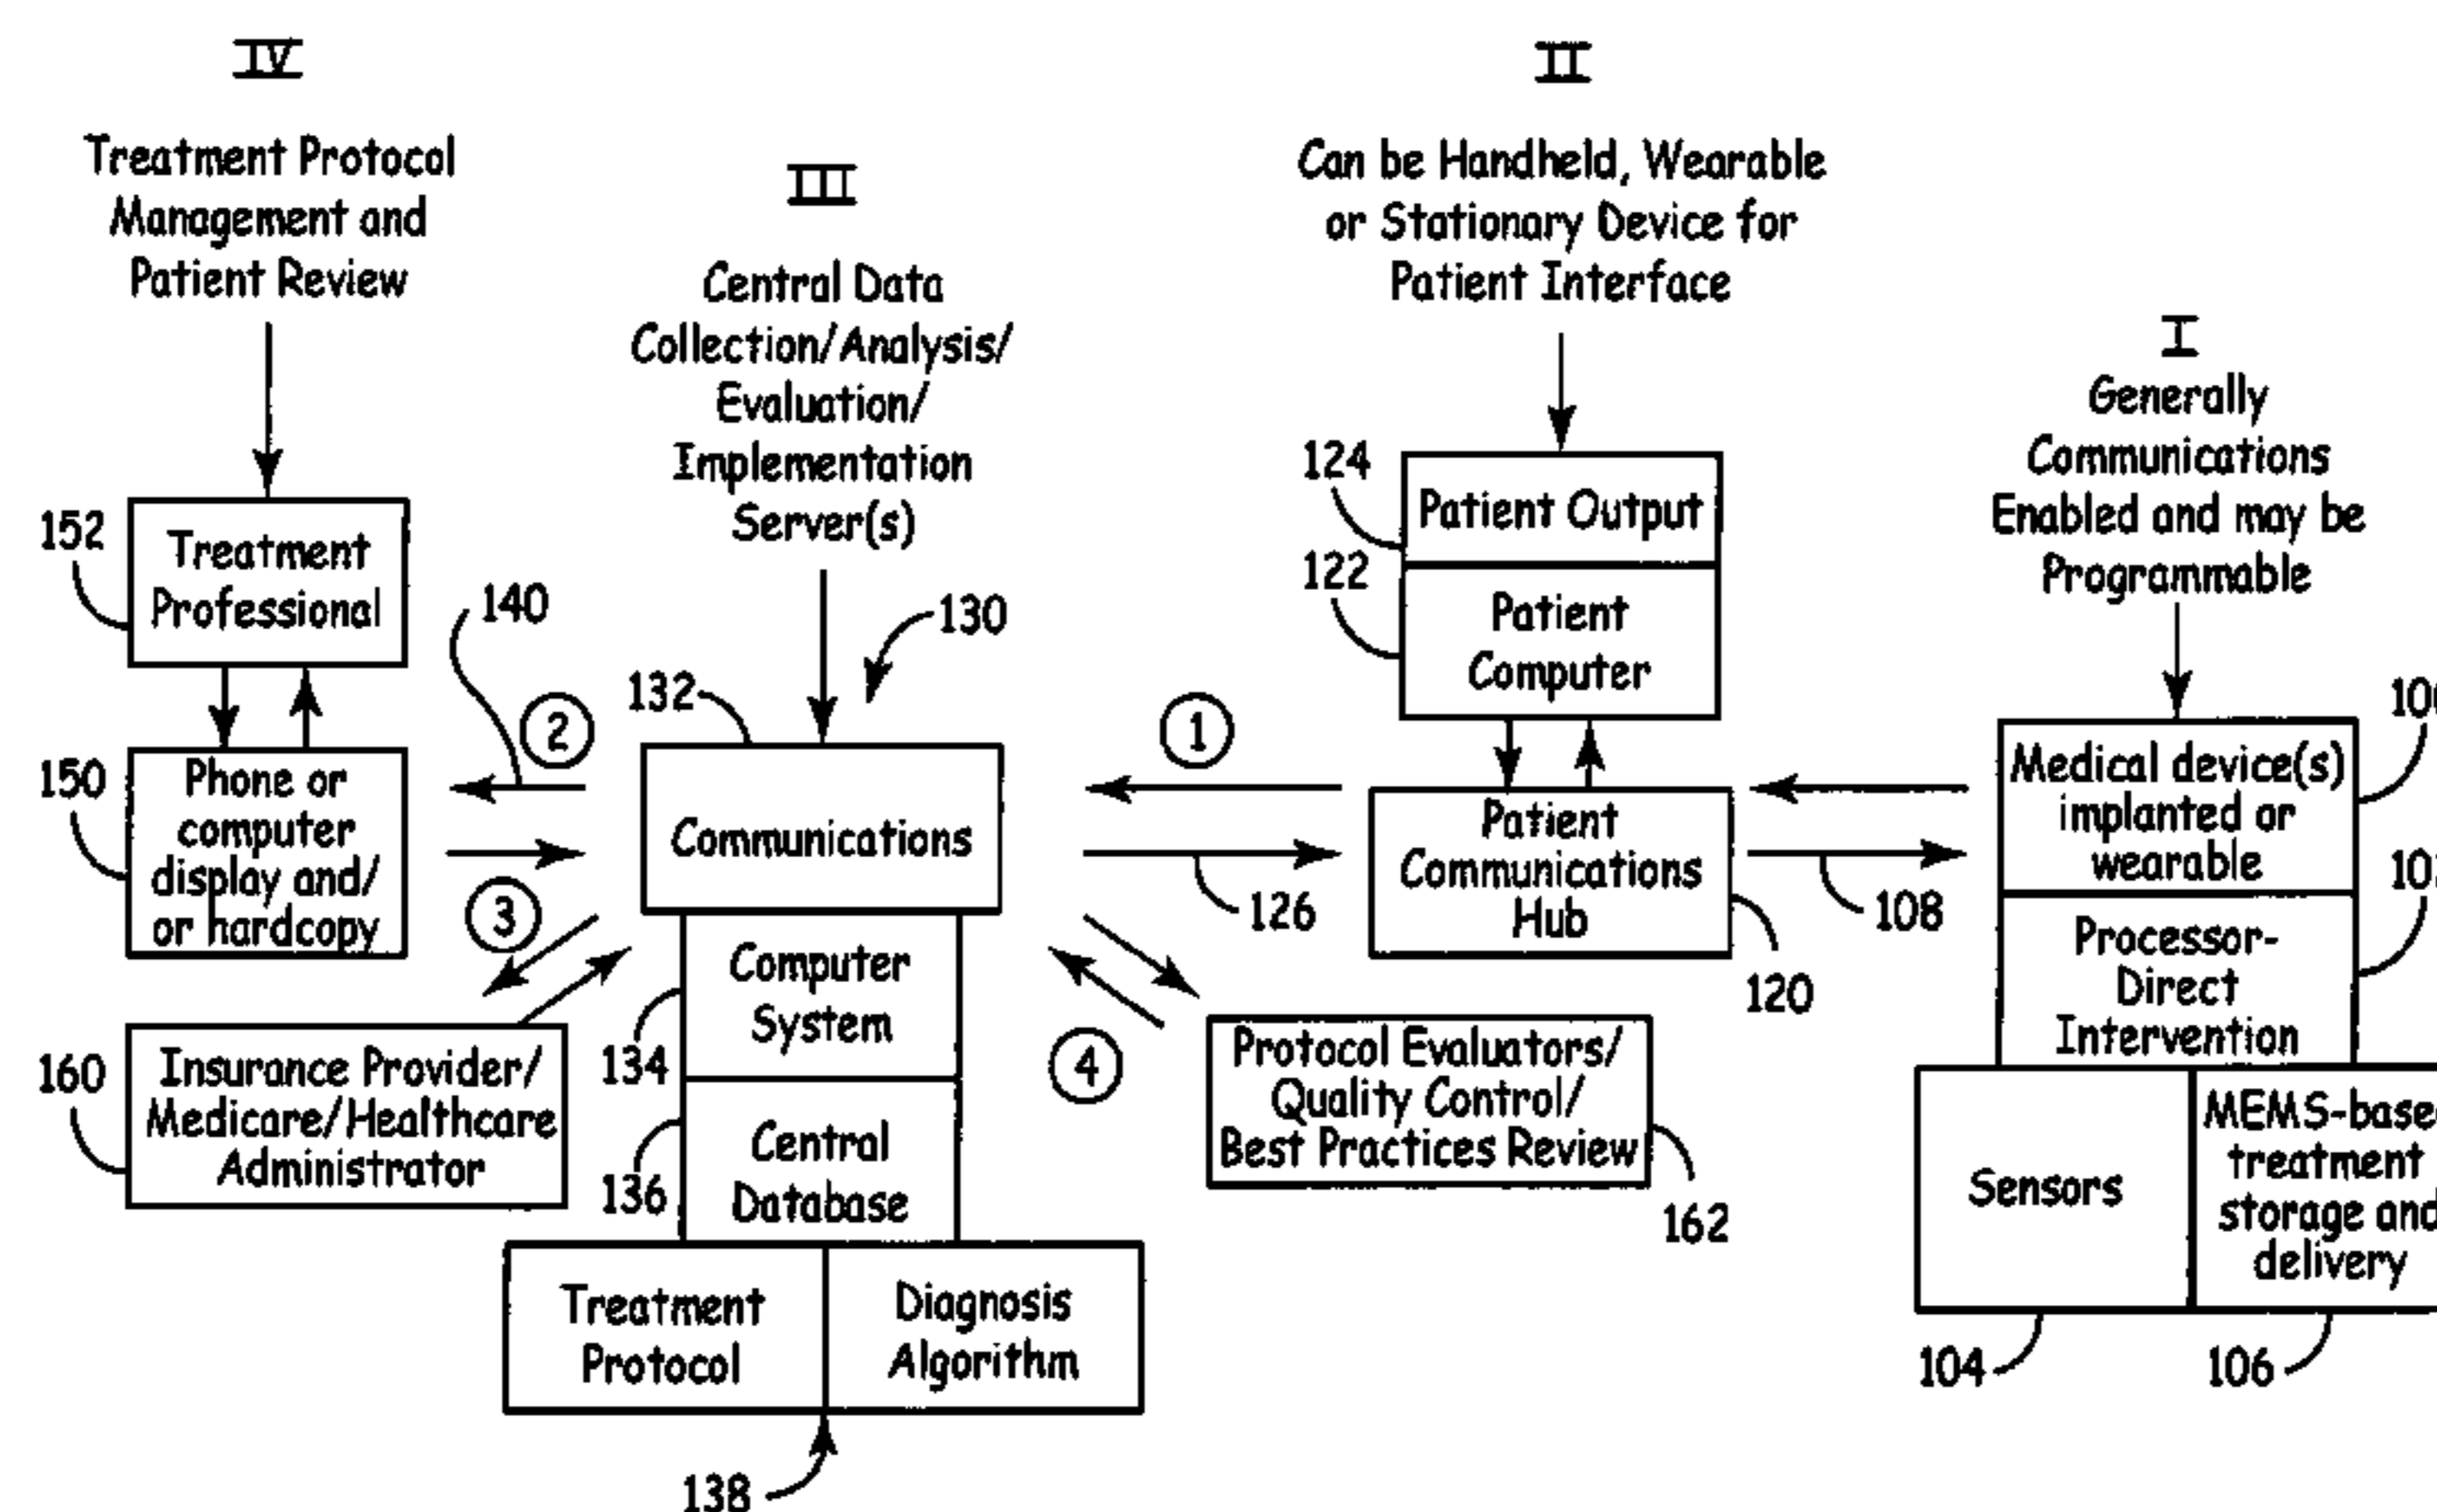 IV
Treatment Protocol
Management and
Patient Review
152
Treatment
Professional
150
Phone or
computer
display and/
or hardcopy
140
2
3
160
Insurance Provider/
Medicare/Healthcare
Administrator
III
Central Data
Collection/Analysis/
Evaluation/
Implementation
Server(s)
130
132
Communications
134
Computer
System
136
Central
Database
Treatment
Protocol
Diagnosis
Algorithm
138
1
126
4
Protocol Evaluators/
Quality Control/
Best Practices Review
162
II
Can be Handheld, Wearable
or Stationary Device for
Patient Interface
124
Patient Output
122
Patient
Computer
Patient
Communications
Hub
120
108
I
Generally
Communications
Enabled and may be
Programmable
Medical device(s)
implanted or
wearable
Processor-
Direct
Intervention
Sensors
treatment
storage and
delivery
104
106